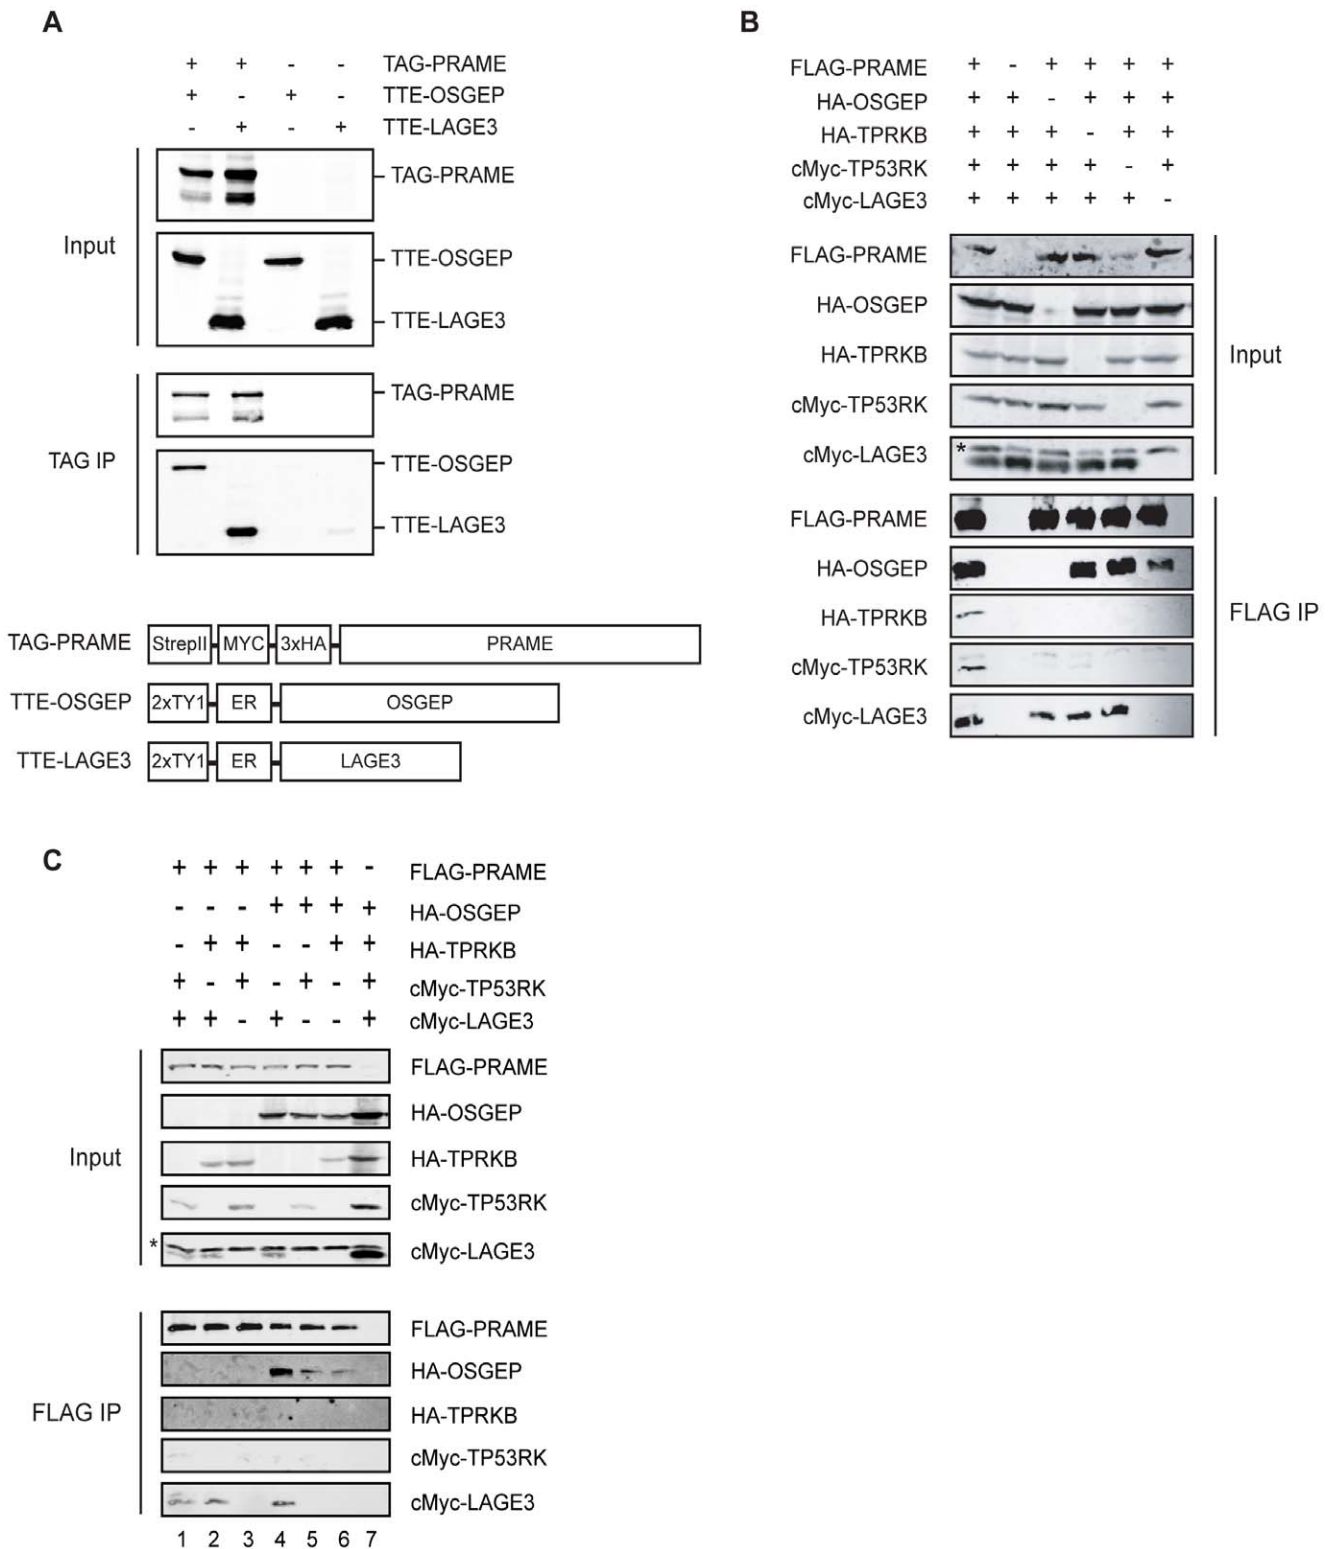 A
+ + - - TAG-PRAME
+ - + - TTE-OSGEP
- + - + TTE-LAGE3
Input
TAG-PRAME
TTE-OSGEP
TTE-LAGE3
TAG IP
TAG-PRAME
TTE-OSGEP
TTE-LAGE3
TAG-PRAME StrepII MYC 3xHA PRAME
TTE-OSGEP 2xTY1 ER OSGEP
TTE-LAGE3 2xTY1 ER LAGE3
B
FLAG-PRAME + - + + + +
HA-OSGEP + + - + + +
HA-TPRKB + + + - + +
cMyc-TP53RK + + + + - +
cMyc-LAGE3 + + + + + -
FLAG-PRAME
HA-OSGEP
HA-TPRKB
cMyc-TP53RK
cMyc-LAGE3 *
Input
FLAG-PRAME
HA-OSGEP
HA-TPRKB
cMyc-TP53RK
cMyc-LAGE3
FLAG IP
C
+ + + + + + - FLAG-PRAME
- - - + + + + HA-OSGEP
- + + - - + + HA-TPRKB
+ - + - + - + cMyc-TP53RK
+ + - + - - + cMyc-LAGE3
Input
FLAG-PRAME
HA-OSGEP
HA-TPRKB
cMyc-TP53RK
* cMyc-LAGE3
FLAG IP
FLAG-PRAME
HA-OSGEP
HA-TPRKB
cMyc-TP53RK
cMyc-LAGE3
1 2 3 4 5 6 7